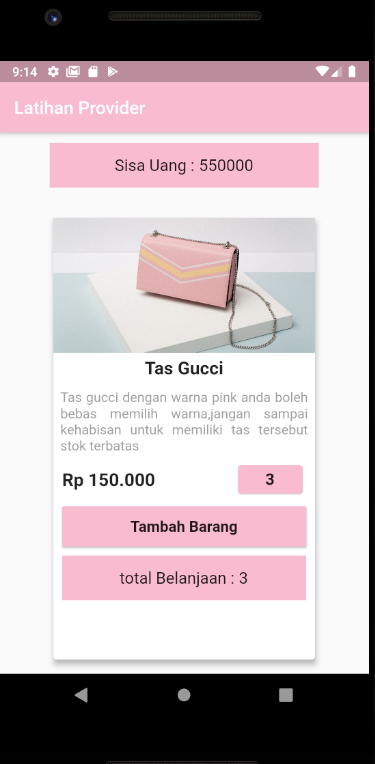 9:14
Latihan Provider
Sisa Uang : 550000
Tas Gucci
Tas gucci dengan warna pink anda boleh
bebas memilih warna,jangan sampai
kehabisan untuk memiliki tas tersebut
stok terbatas
Rp 150.000 3
Tambah Barang
total Belanjaan : 3